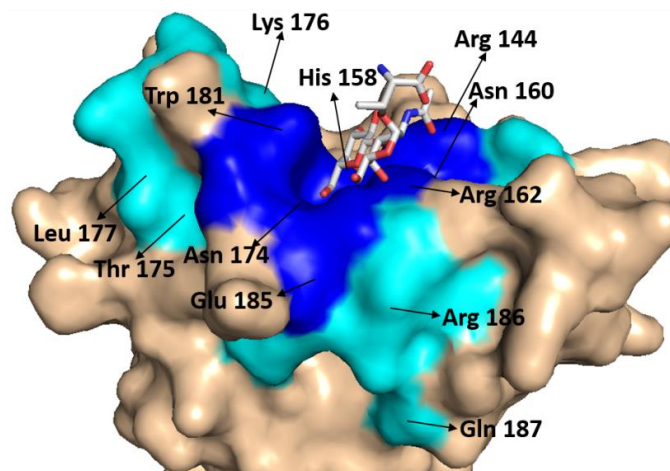 Lys 176
Arg 144
His 158
Asn 160
Trp 181
Arg 162
Leu 177
Asn 174
Thr 175
Glu 185
Arg 186
Gln 187